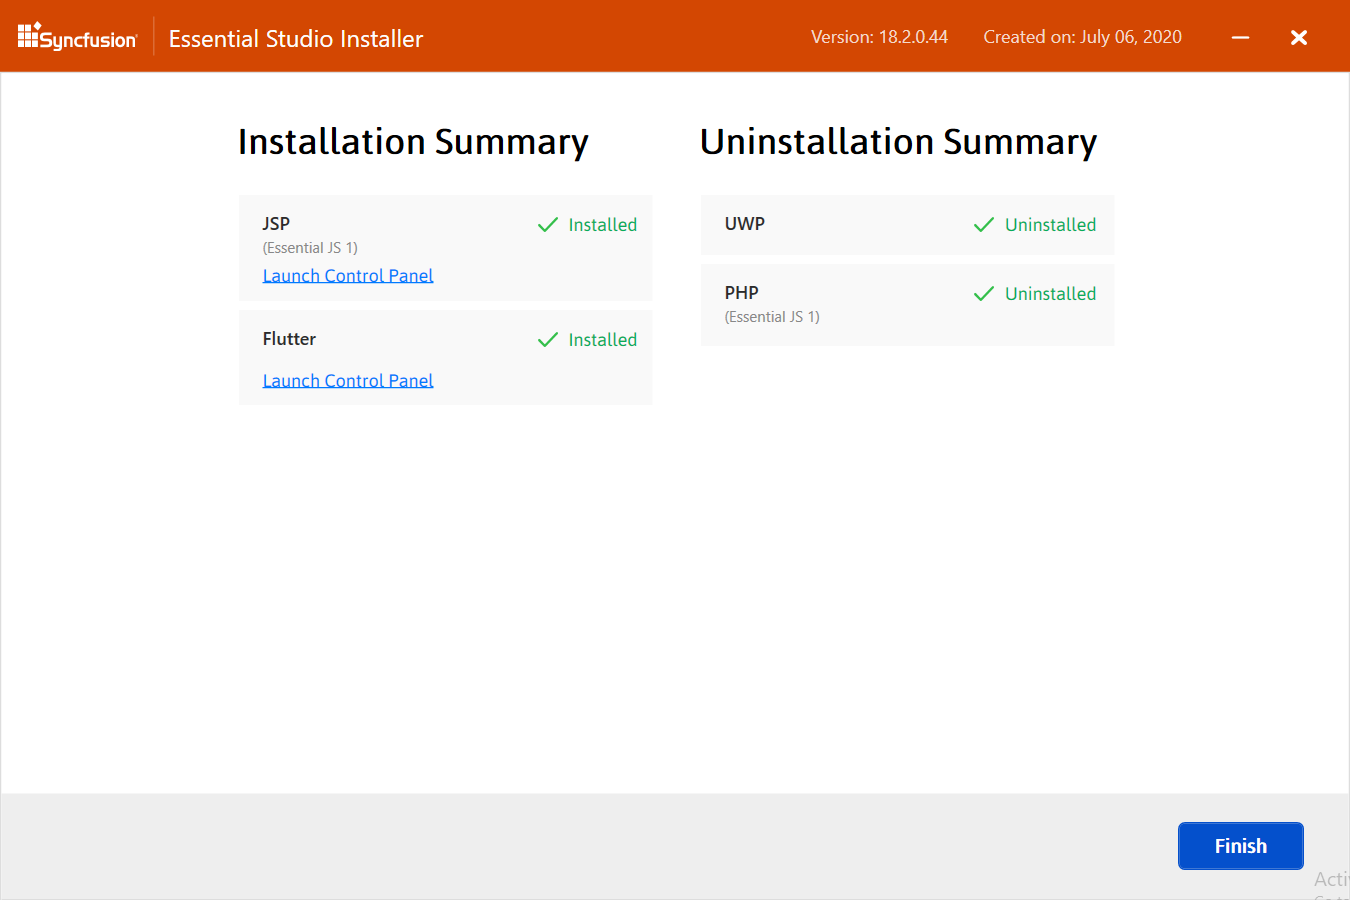 Syncfusion
Essential Studio Installer
Version: 18.2.0.44
Created on: July 06, 2020
Installation Summary
JSP
Installed
(Essential JS 1)
Launch Control Panel
Flutter
Installed
Launch Control Panel
Uninstallation Summary
UWP
Uninstalled
PHP
Uninstalled
(Essential JS 1)
Finish
Acti